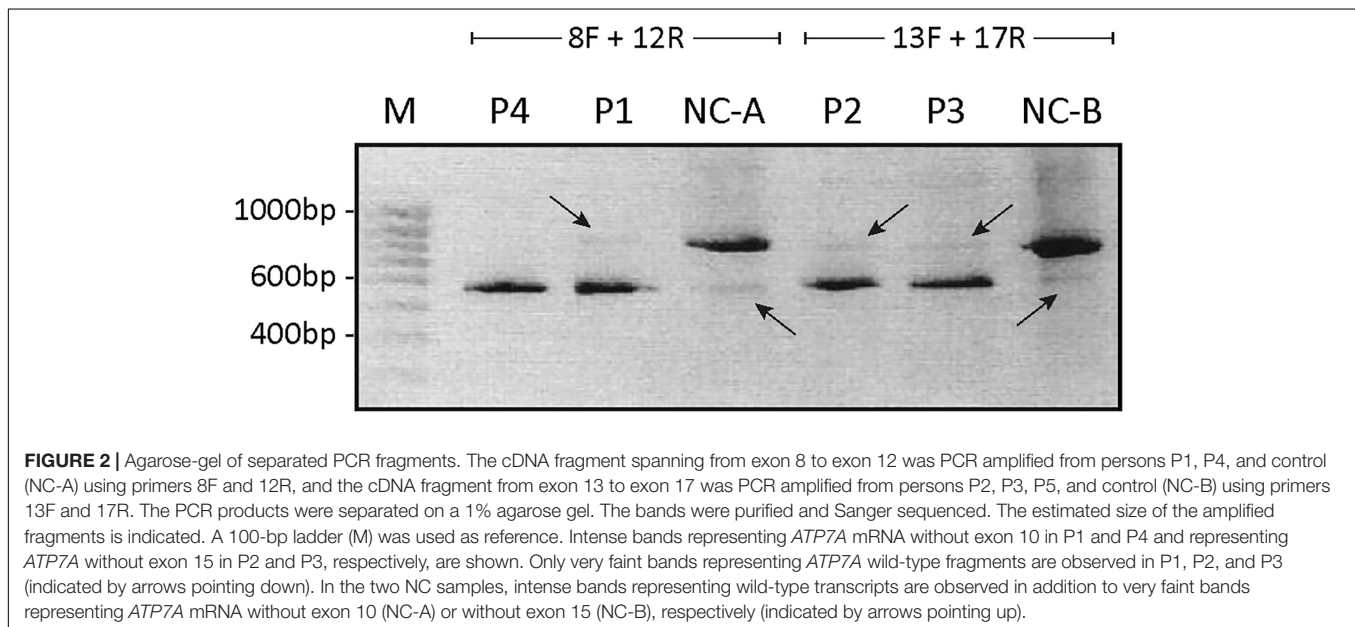 8F + 12R 13F + 17R
M P4 P1 NC-A P2 P3 NC-B
1000bp -
600bp -
400bp -
FIGURE 2 | Agarose-gel of separated PCR fragments. The cDNA fragment spanning from exon 8 to exon 12 was PCR amplified from persons P1, P4, and control
(NC-A) using primers 8F and 12R, and the cDNA fragment from exon 13 to exon 17 was PCR amplified from persons P2, P3, P5, and control (NC-B) using primers
13F and 17R. The PCR products were separated on a 1% agarose gel. The bands were purified and Sanger sequenced. The estimated size of the amplified
fragments is indicated. A 100-bp ladder (M) was used as reference. Intense bands representing ATP7A mRNA without exon 10 in P1 and P4 and representing
ATP7A without exon 15 in P2 and P3, respectively, are shown. Only very faint bands representing ATP7A wild-type fragments are observed in P1, P2, and P3
(indicated by arrows pointing down). In the two NC samples, intense bands representing wild-type transcripts are observed in addition to very faint bands
representing ATP7A mRNA without exon 10 (NC-A) or without exon 15 (NC-B), respectively (indicated by arrows pointing up).